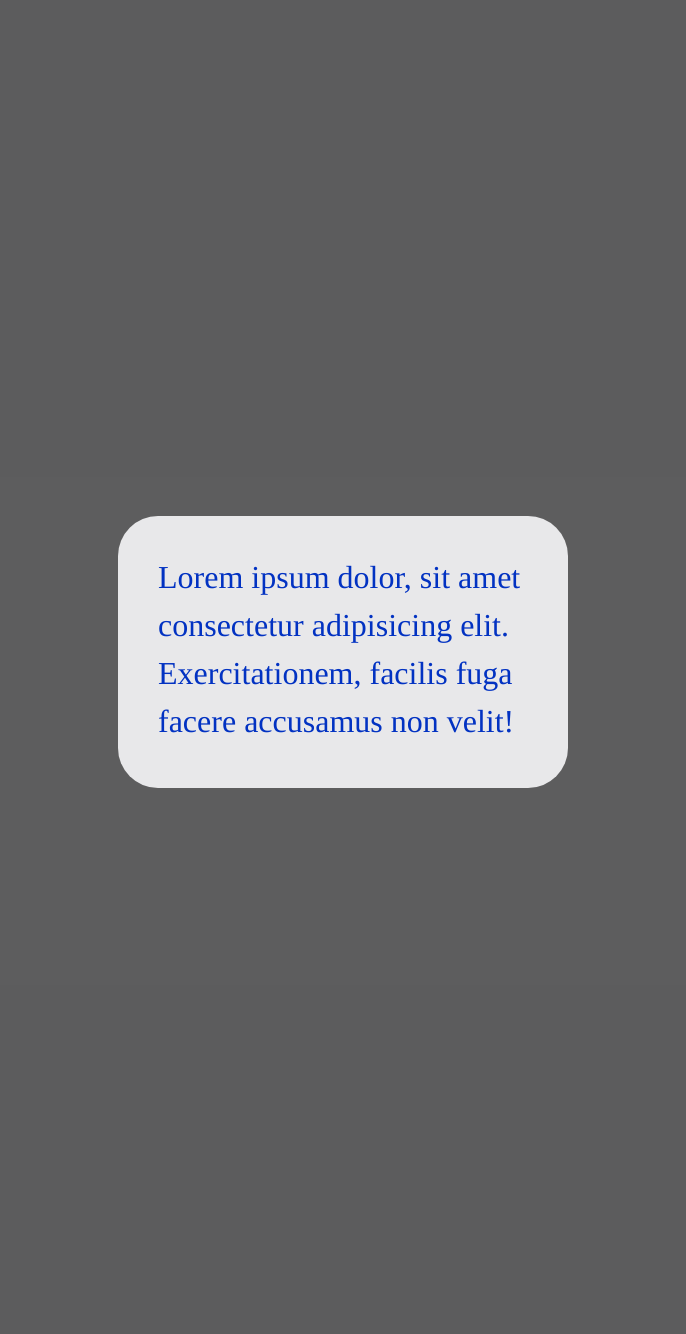 Lorem ipsum dolor, sit amet
consectetur adipisicing elit.
Exercitationem, facilis fuga
facere accusamus non velit!